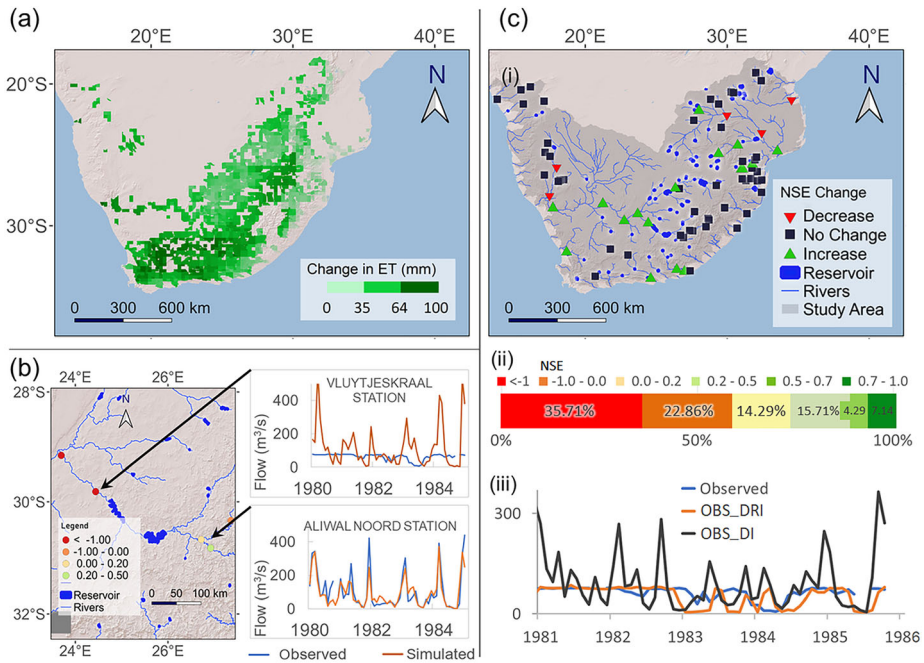 (a)
20°E 30°E 40°E
20°S
30°S
N
Change in ET (mm)
0 35 64 100
0 300 600 km
(b)
24°E 26°E
28°S
30°S
32°S
N
Legend
< -1.00
-1.00 - 0.00
0.00 - 0.20
0.20 - 0.50
Reservoir
Rivers
0 50 100 km
24°E 26°E
VLUYTJESKRAAL
STATION
Flow (m³/s)
400
200
0
1980 1982 1984
ALIWAL NOORD STATION
Flow (m³/s)
400
200
0
1980 1982 1984
Observed Simulated
(c)
20°E 30°E 40°E
(i)
20°S
30°S
N
NSE Change
Decrease
No Change
Increase
Reservoir
Rivers
Study Area
0 300 600 km
(ii)
NSE
<-1 -1.0 - 0.0 0.0 - 0.2 0.2 - 0.5 0.5 - 0.7 0.7 - 1.0
35.71% 22.86% 14.29% 15.71% 4.29 7.14
0% 50% 100%
(iii)
300
0
Observed
OBS_DRI
OBS_DI
1981 1982 1983 1984 1985 1986